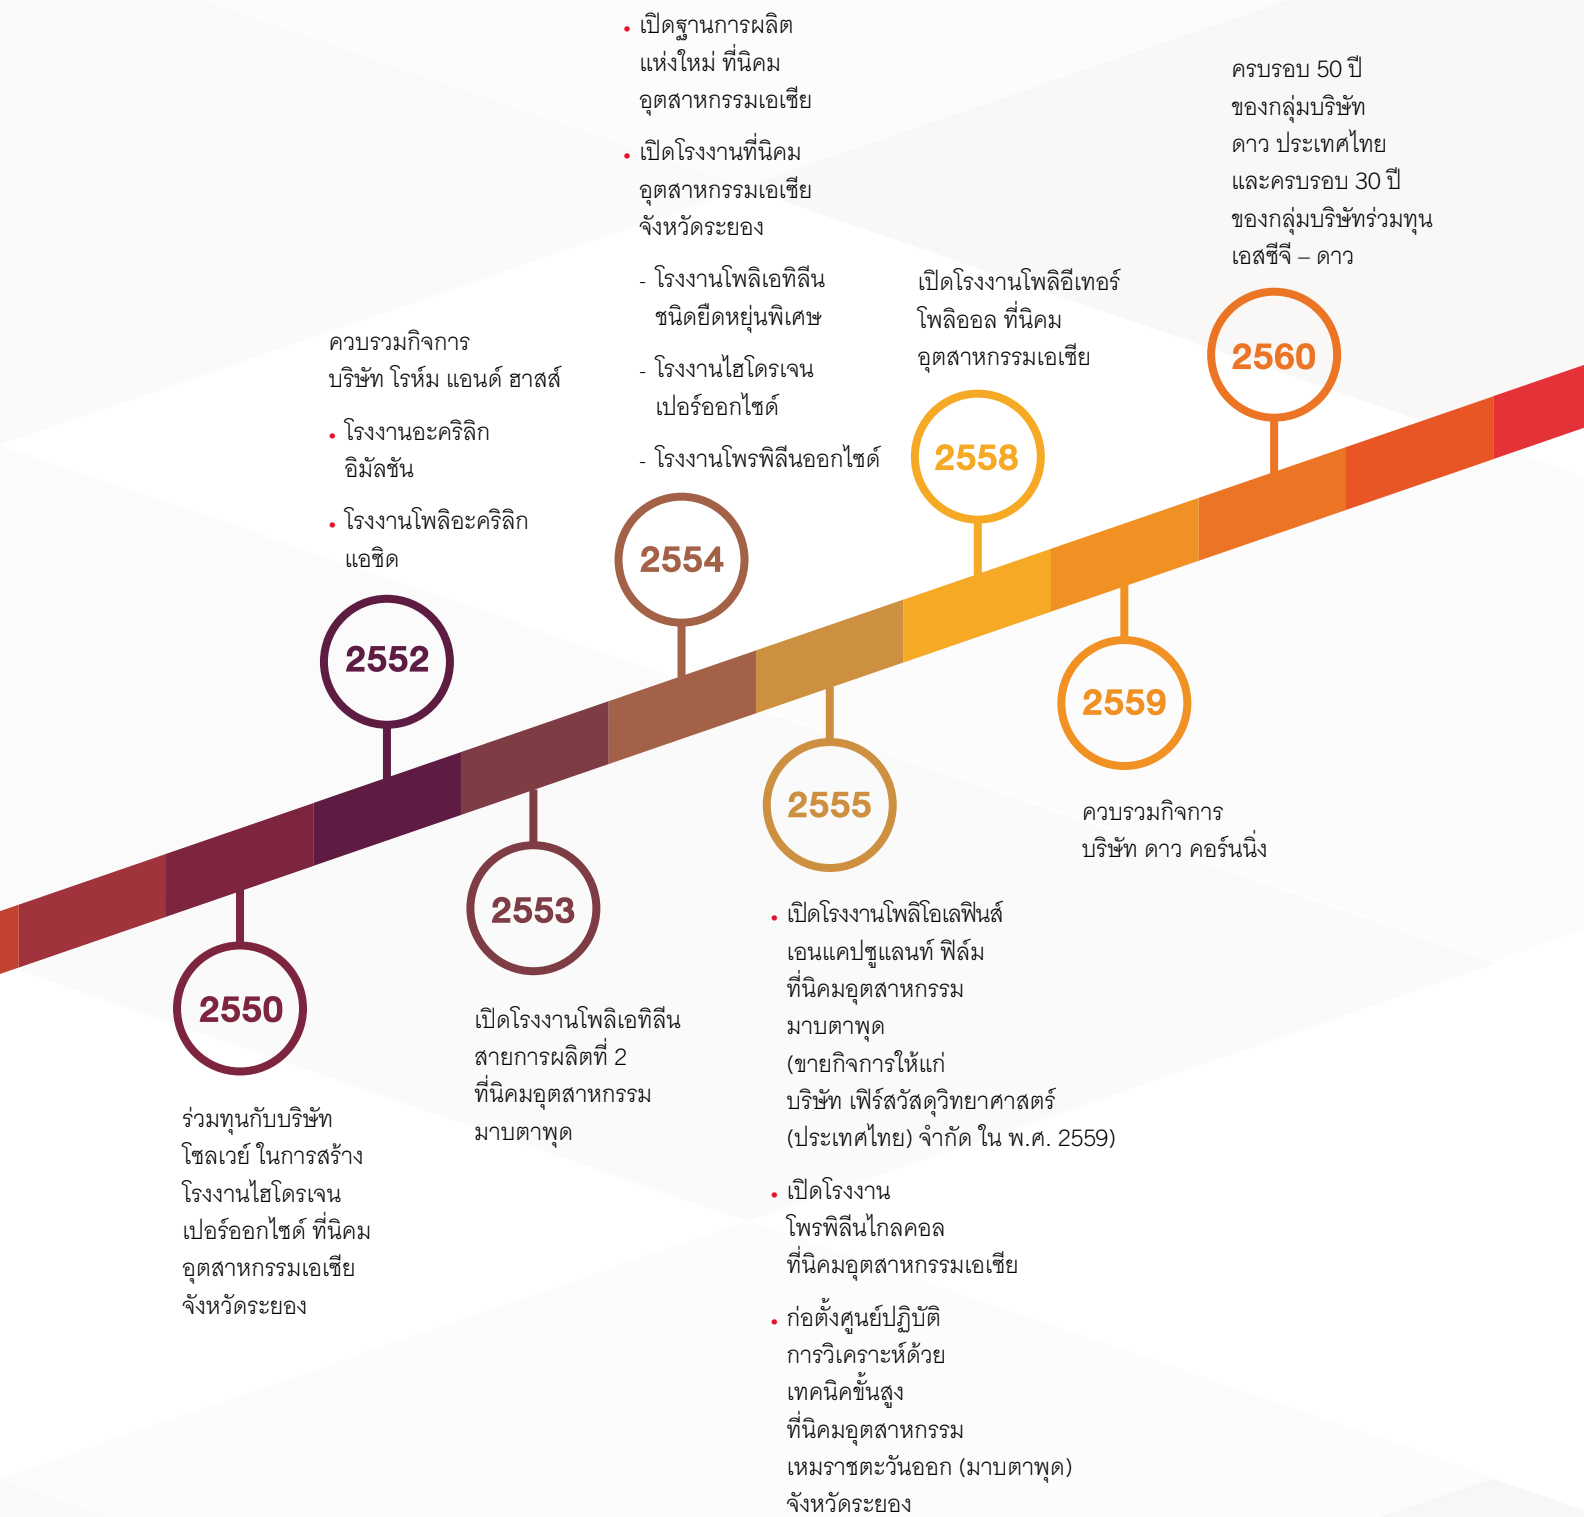 ร่วมทุนกับบริษัท
โซลเวย์ ในการสร้าง
โรงงานไฮโดรเจน
เปอร์ออกไซด์ ที่นิคม
อุตสาหกรรมเอเซีย
จังหวัดระยอง
2550
ควบรวมกิจการ
บริษัท โรห์ม แอนด์ ฮาสส์
• โรงงานอะคริลิก
อิมัลชัน
• โรงงานโพลิอะคริลิก
แอซิด
2552
2553
เปิดโรงงานโพลิเอทิลีน
สายการผลิตที่ 2
ที่นิคมอุตสาหกรรม
มาบตาพุด
• เปิดฐานการผลิต
แห่งใหม่ ที่นิคม
อุตสาหกรรมเอเซีย
• เปิดโรงงานที่นิคม
อุตสาหกรรมเอเซีย
จังหวัดระยอง
- โรงงานโพลิเอทิลีน
ชนิดยืดหยุ่นพิเศษ
- โรงงานไฮโดรเจน
เปอร์ออกไซด์
- โรงงานโพรพิลีนออกไซด์
2554
2555
• เปิดโรงงานโพลิโอเลฟินส์
เอนแคปซูแลนท์ ฟิล์ม
ที่นิคมอุตสาหกรรม
มาบตาพุด
(ขายกิจการให้แก่
บริษัท เฟิร์สวัสดุวิทยาศาสตร์
(ประเทศไทย) จำกัด ใน พ.ศ. 2559)
• เปิดโรงงาน
โพรพิลีนไกลคอล
ที่นิคมอุตสาหกรรมเอเซีย
• ก่อตั้งศูนย์ปฏิบัติ
การวิเคราะห์ด้วย
เทคนิคขั้นสูง
ที่นิคมอุตสาหกรรม
เหมราชตะวันออก (มาบตาพุด)
จังหวัดระยอง
เปิดโรงงานโพลิอีเทอร์
โพลิออล ที่นิคม
อุตสาหกรรมเอเซีย
2558
2559
ควบรวมกิจการ
บริษัท ดาว คอร์นนิ่ง
ครบรอบ 50 ปี
ของกลุ่มบริษัท
ดาว ประเทศไทย
และครบรอบ 30 ปี
ของกลุ่มบริษัทร่วมทุน
เอสซีจี – ดาว
2560